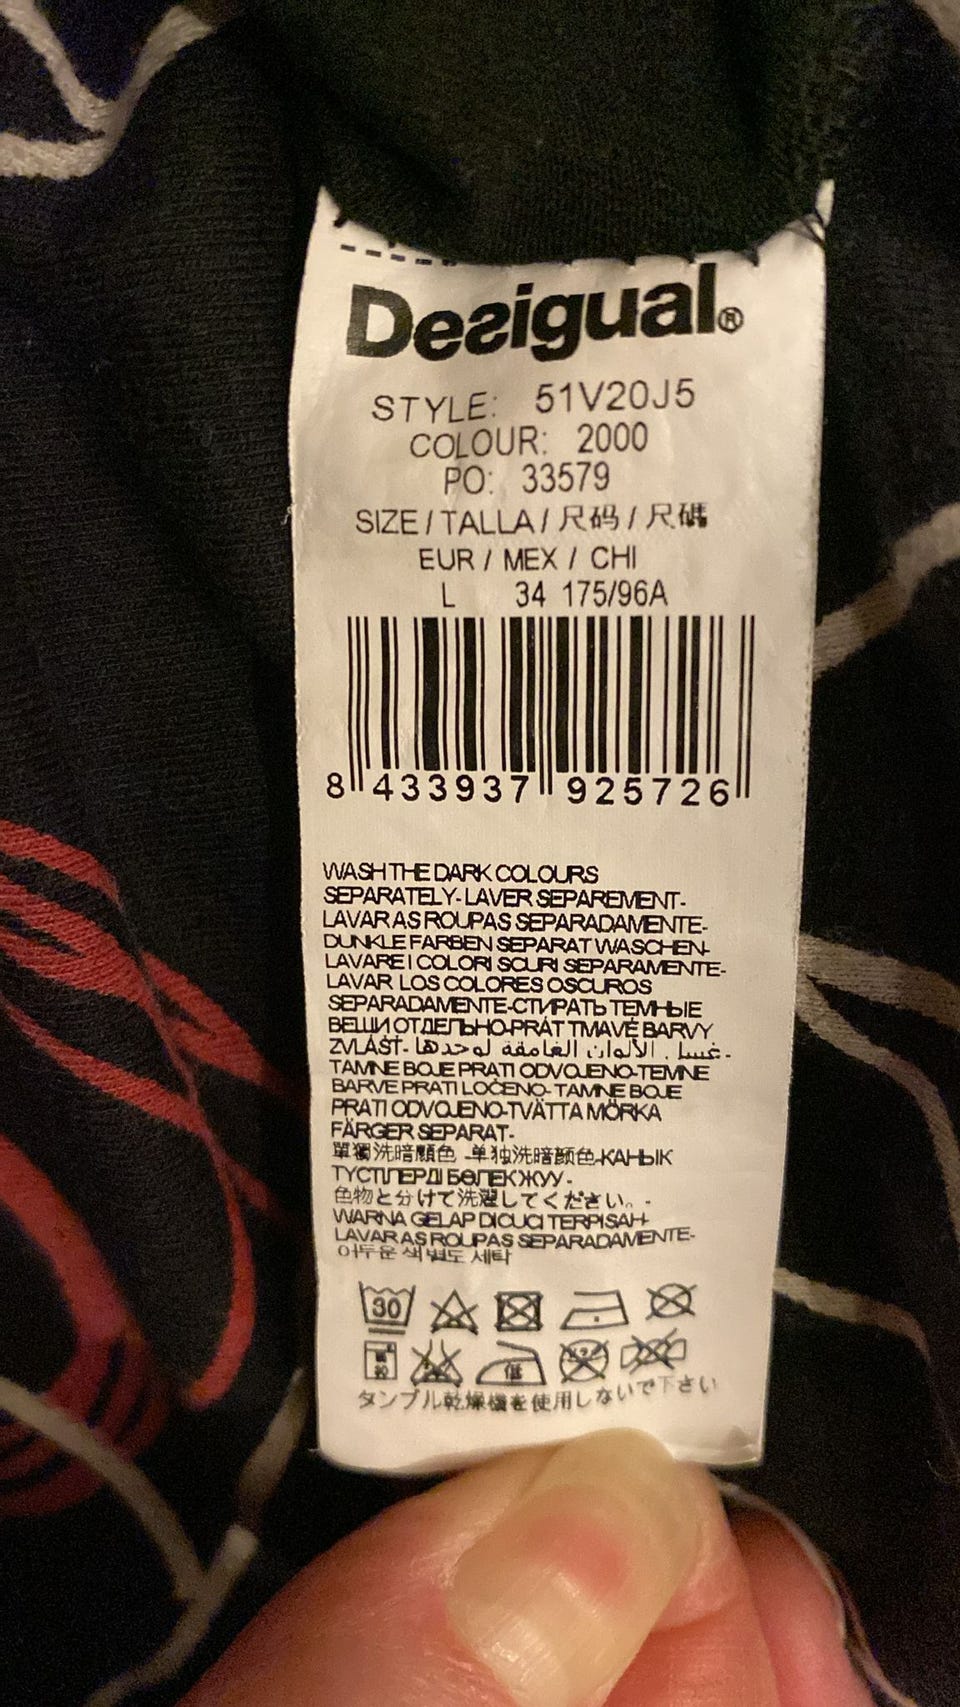 Desigual®
STYLE: 51V20J5
COLOUR: 2000
PO: 33579
SIZE / TALLA / 尺码 / 尺碼
EUR / MEX / CHI
L 34 175/96A
8 433937 925726
WASH THE DARK COLOURS
SEPARATELY-LAVER SEPAREMENT-
LAVAR AS ROUPAS SEPARADAMENTE-
DUNKLE FARBEN SEPARAT WASCHEN-
LAVARE I COLORI SCURI SEPARAMENTE-
LAVAR LOS COLORES OSCUROS
SEPARADAMENTE-СТИРАТЬ ТЕМНЫЕ
ВЕШИ ОТДЕЛЬНО-PRÁT TMAVÉ BARVY
ZVLÁŠŤ- غسل الألوان الغامقة لوحدها -
TAMNE BOJE PRATI ODVOJENO-TEMNE
BARVE PRATI LOČENO- TAMNE BOJE
PRATI ODVOJENO-TVÄTTA MÖRKA
FÄRGER SEPARAT-
單獨洗暗顏色 -单独洗暗颜色-КАНЫК
ТҮСТІЛЕРДІ БӨЛЕК ЖУУ-
色物と分けて洗濯してください。-
WARNA GELAP DICUCI TERPISAH-
LAVAR AS ROUPAS SEPARADAMENTE-
어두운 색 별도 세탁
30
低
タンブル乾燥機を使用しないで下さい